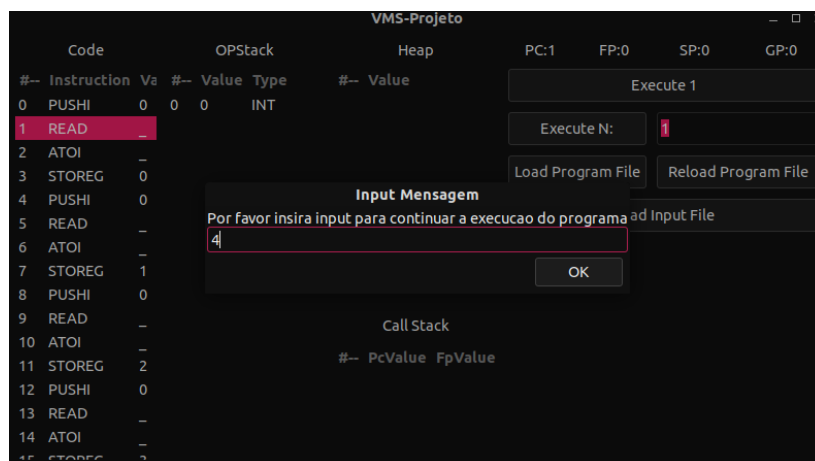 VMS-Projeto
Code OPStack Heap PC:1 FP:0 SP:0 GP:0
#-- Instruction Va #-- Value Type #-- Value
Execute 1
0 PUSHI 0 0 0 INT
1 READ _
Execute N: 1
2 ATOI _
3 STOREG 0
Load Program File Reload Program File
4 PUSHI 0
Input Mensagem
5 READ _
Por favor insira input para continuar a execucao do programa
ad Input File
6 ATOI _
4
7 STOREG 1
OK
8 PUSHI 0
9 READ _
Call Stack
10 ATOI _
#-- PcValue FpValue
11 STOREG 2
12 PUSHI 0
13 READ _
14 ATOI _
15 STOREG 3